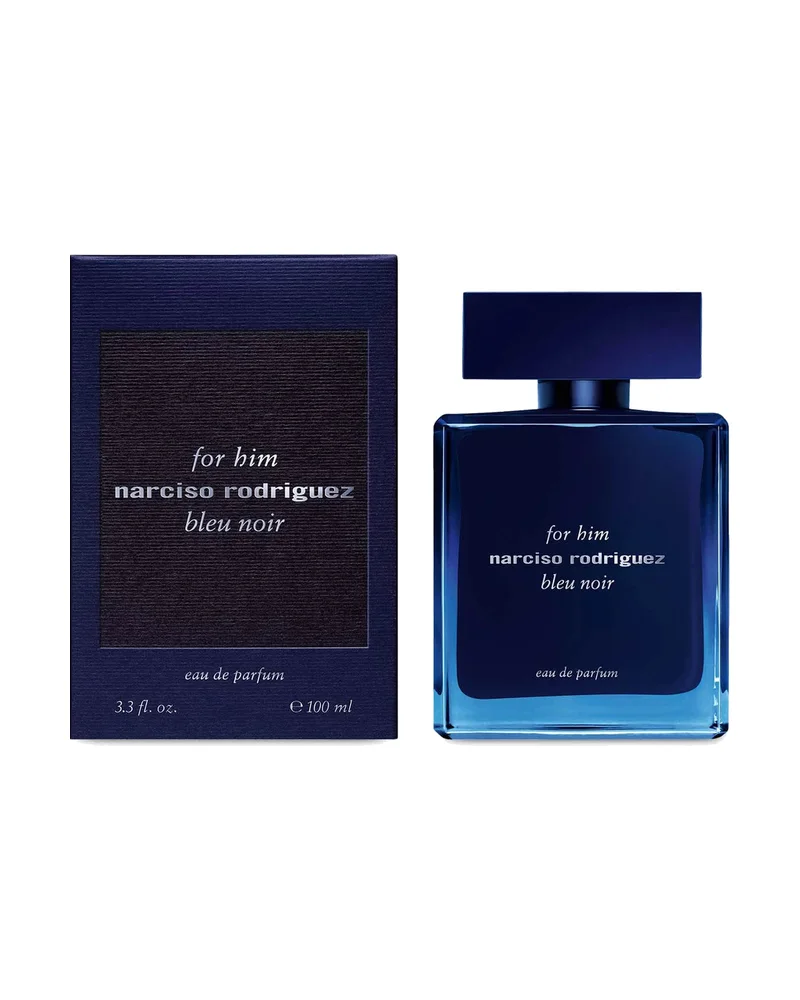 for him
narciso rodriguez
bleu noir
eau de parfum
3.3 fl. oz. ℮ 100 ml
for him
narciso rodriguez
bleu noir
eau de parfum